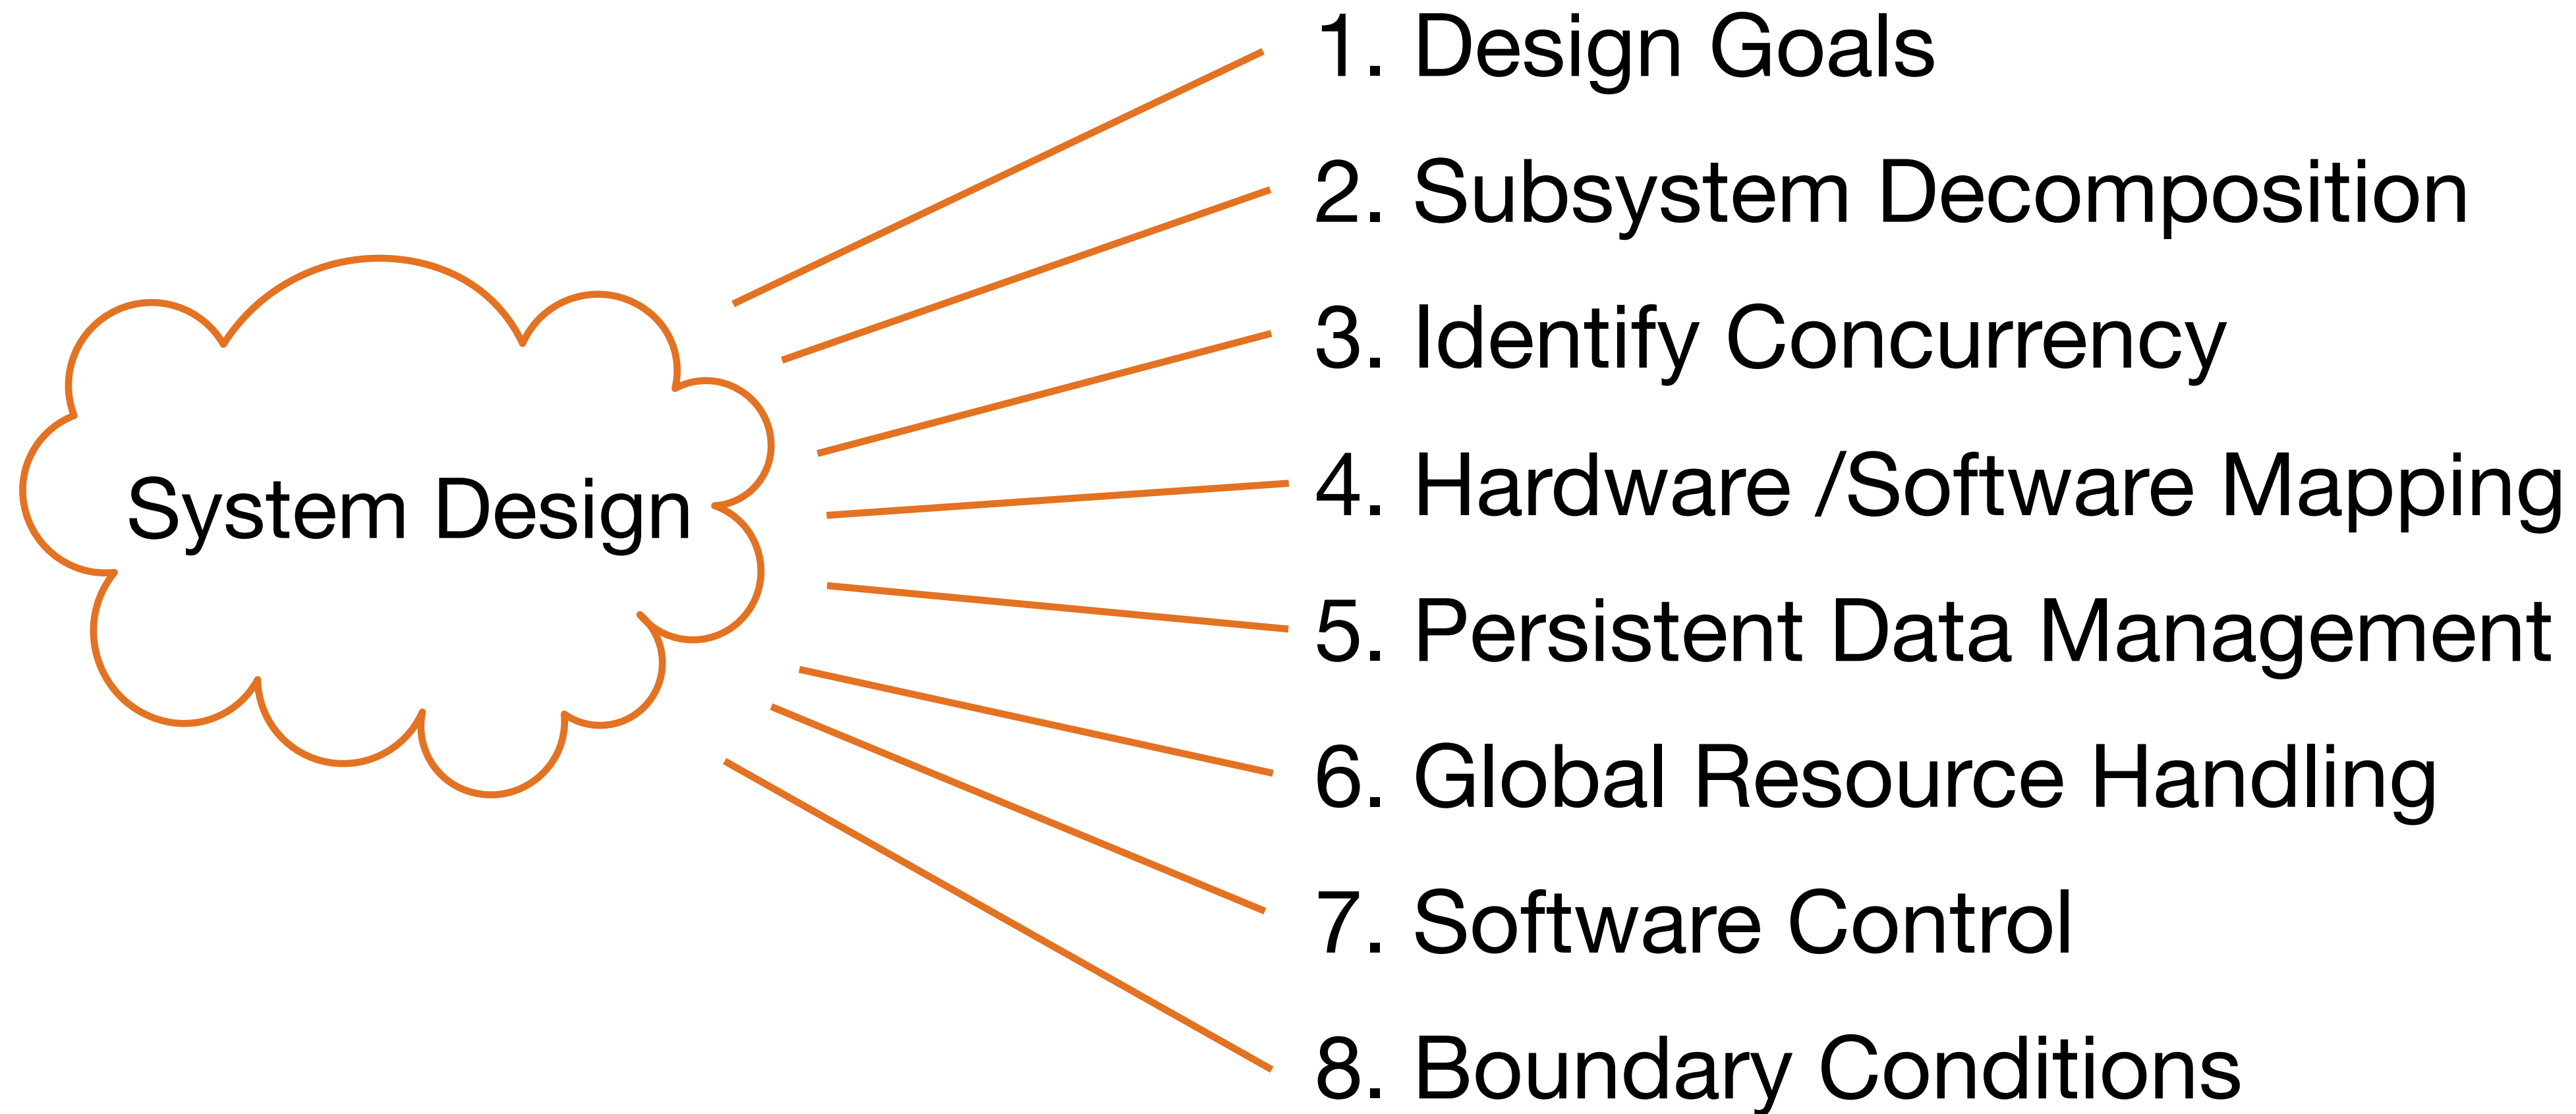 System Design
1. Design Goals
2. Subsystem Decomposition
3. Identify Concurrency
4. Hardware /Software Mapping
5. Persistent Data Management
6. Global Resource Handling
7. Software Control
8. Boundary Conditions